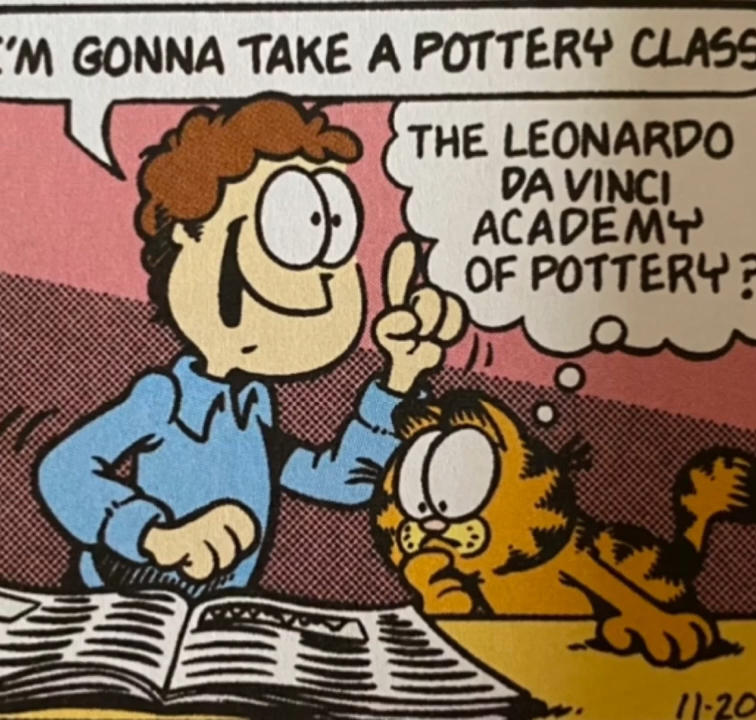 I'M GONNA TAKE A POTTERY CLASS
THE LEONARDO
DA VINCI
ACADEMY
OF POTTERY?
11-20